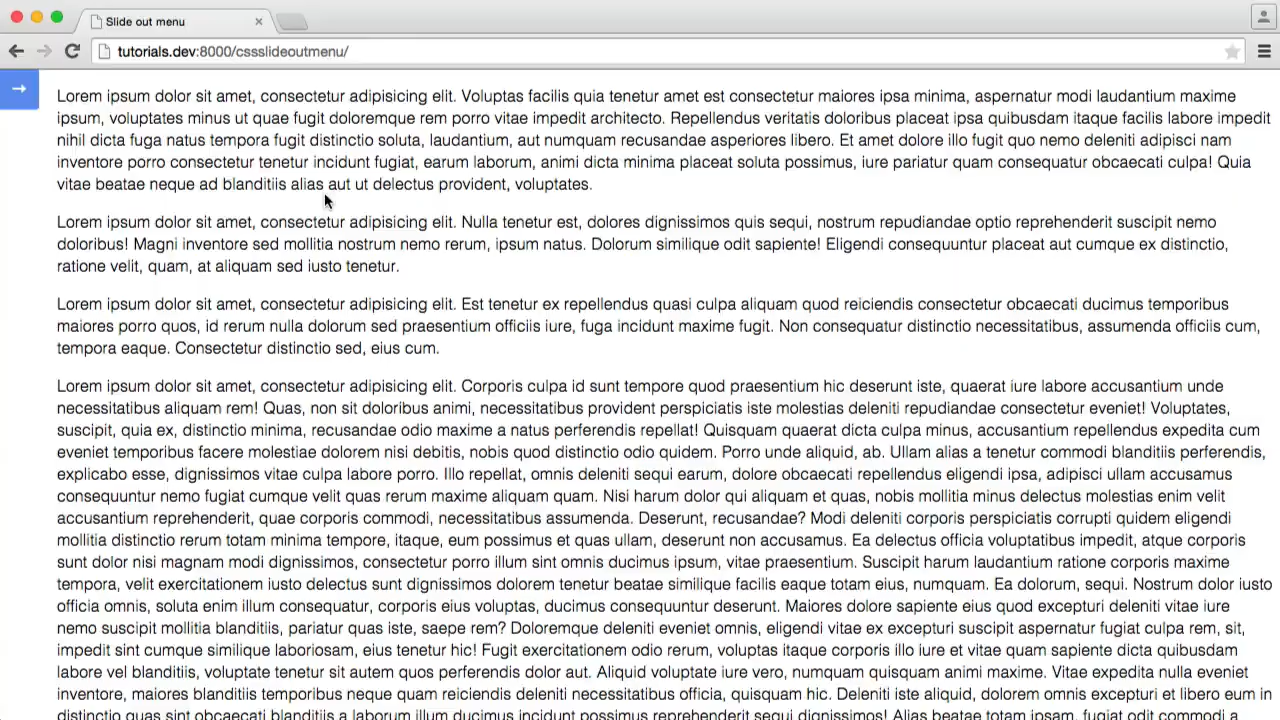 Slide out menu
tutorials.dev:8000/cssslideoutmenu/
→
Lorem ipsum dolor sit amet, consectetur adipisicing elit. Voluptas facilis quia tenetur amet est consectetur maiores ipsa minima, aspernatur modi laudantium maxime
ipsum, voluptates minus ut quae fugit doloremque rem porro vitae impedit architecto. Repellendus veritatis doloribus placeat ipsa quibusdam itaque facilis labore impedit
nihil dicta fuga natus tempora fugit distinctio soluta, laudantium, aut numquam recusandae asperiores libero. Et amet dolore illo fugit quo nemo deleniti adipisci nam
inventore porro consectetur tenetur incidunt fugiat, earum laborum, animi dicta minima placeat soluta possimus, iure pariatur quam consequatur obcaecati culpa! Quia
vitae beatae neque ad blanditiis alias aut ut delectus provident, voluptates.
Lorem ipsum dolor sit amet, consectetur adipisicing elit. Nulla tenetur est, dolores dignissimos quis sequi, nostrum repudiandae optio reprehenderit suscipit nemo
doloribus! Magni inventore sed mollitia nostrum nemo rerum, ipsum natus. Dolorum similique odit sapiente! Eligendi consequuntur placeat aut cumque ex distinctio,
ratione velit, quam, at aliquam sed iusto tenetur.
Lorem ipsum dolor sit amet, consectetur adipisicing elit. Est tenetur ex repellendus quasi culpa aliquam quod reiciendis consectetur obcaecati ducimus temporibus
maiores porro quos, id rerum nulla dolorum sed praesentium officiis iure, fuga incidunt maxime fugit. Non consequatur distinctio necessitatibus, assumenda officiis cum,
tempora eaque. Consectetur distinctio sed, eius cum.
Lorem ipsum dolor sit amet, consectetur adipisicing elit. Corporis culpa id sunt tempore quod praesentium hic deserunt iste, quaerat iure labore accusantium unde
necessitatibus aliquam rem! Quas, non sit doloribus animi, necessitatibus provident perspiciatis iste molestias deleniti repudiandae consectetur eveniet! Voluptates,
suscipit, quia ex, distinctio minima, recusandae odio maxime a natus perferendis repellat! Quisquam quaerat dicta culpa minus, accusantium repellendus expedita cum
eveniet temporibus facere molestiae dolorem nisi debitis, nobis quod distinctio odio quidem. Porro unde aliquid, ab. Ullam alias a tenetur commodi blanditiis perferendis,
explicabo esse, dignissimos vitae culpa labore porro. Illo repellat, omnis deleniti sequi earum, dolore obcaecati repellendus eligendi ipsa, adipisci ullam accusamus
consequuntur nemo fugiat cumque velit quas rerum maxime aliquam quam. Nisi harum dolor qui aliquam et quas, nobis mollitia minus delectus molestias enim velit
accusantium reprehenderit, quae corporis commodi, necessitatibus assumenda. Deserunt, recusandae? Modi deleniti corporis perspiciatis corrupti quidem eligendi
mollitia distinctio rerum totam minima tempore, itaque, eum possimus et quas ullam, deserunt non accusamus. Ea delectus officia voluptatibus impedit, atque corporis
sunt dolor nisi magnam modi dignissimos, consectetur porro illum sint omnis ducimus ipsum, vitae praesentium. Suscipit harum laudantium ratione corporis maxime
tempora, velit exercitationem iusto delectus sunt dignissimos dolorem tenetur beatae similique facilis eaque totam eius, numquam. Ea dolorum, sequi. Nostrum dolor iusto
officia omnis, soluta enim illum consequatur, corporis eius voluptas, ducimus consequuntur deserunt. Maiores dolore sapiente eius quod excepturi deleniti vitae iure
nemo suscipit mollitia blanditiis, pariatur quas iste, saepe rem? Doloremque deleniti eveniet omnis, eligendi vitae ex excepturi suscipit aspernatur fugiat culpa rem, sit,
impedit sint cumque similique laboriosam, eius tenetur hic! Fugit exercitationem odio rerum, voluptas itaque corporis illo iure et vitae quam sapiente dicta quibusdam
labore vel blanditiis, voluptate tenetur sit autem quos perferendis dolor aut. Aliquid voluptate iure vero, numquam quisquam animi maxime. Vitae expedita nulla eveniet
inventore, maiores blanditiis temporibus neque quam reiciendis deleniti necessitatibus officia, quisquam hic. Deleniti iste aliquid, dolorem omnis excepturi et libero eum in
distinctio quas sint obcaecati blanditiis a laborum illum ducimus incidunt possimus reprehenderit sequi dignissimos! Alias beatae totam ipsam, fugiat odit commodi a